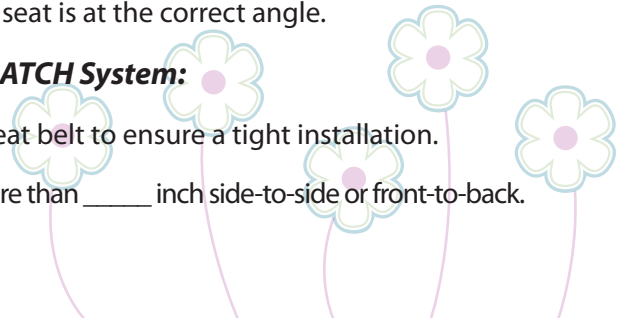 seat is at the correct angle.
ATCH System:
eat belt to ensure a tight installation.
re than _____ inch side-to-side or front-to-back.